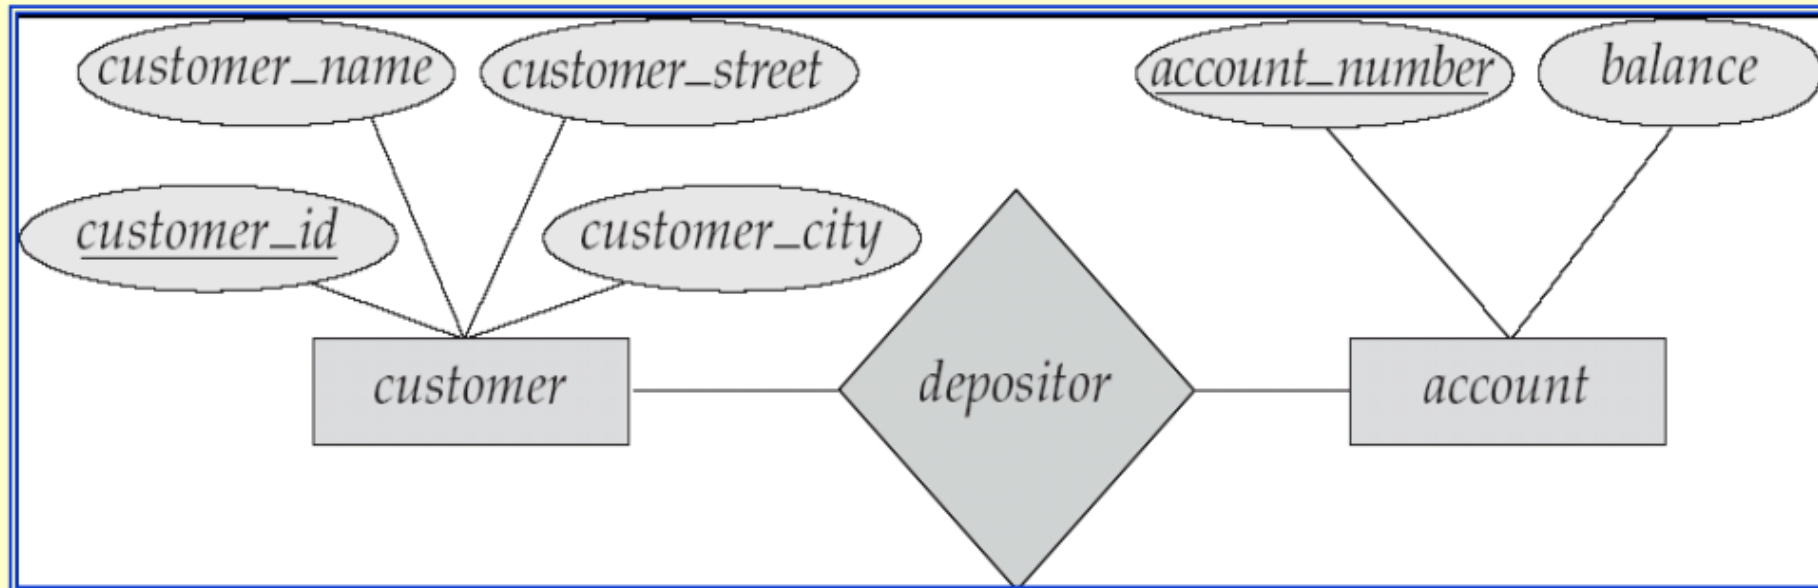 customer_name
customer_street
account_number
balance
customer_id
customer_city
customer
depositor
account